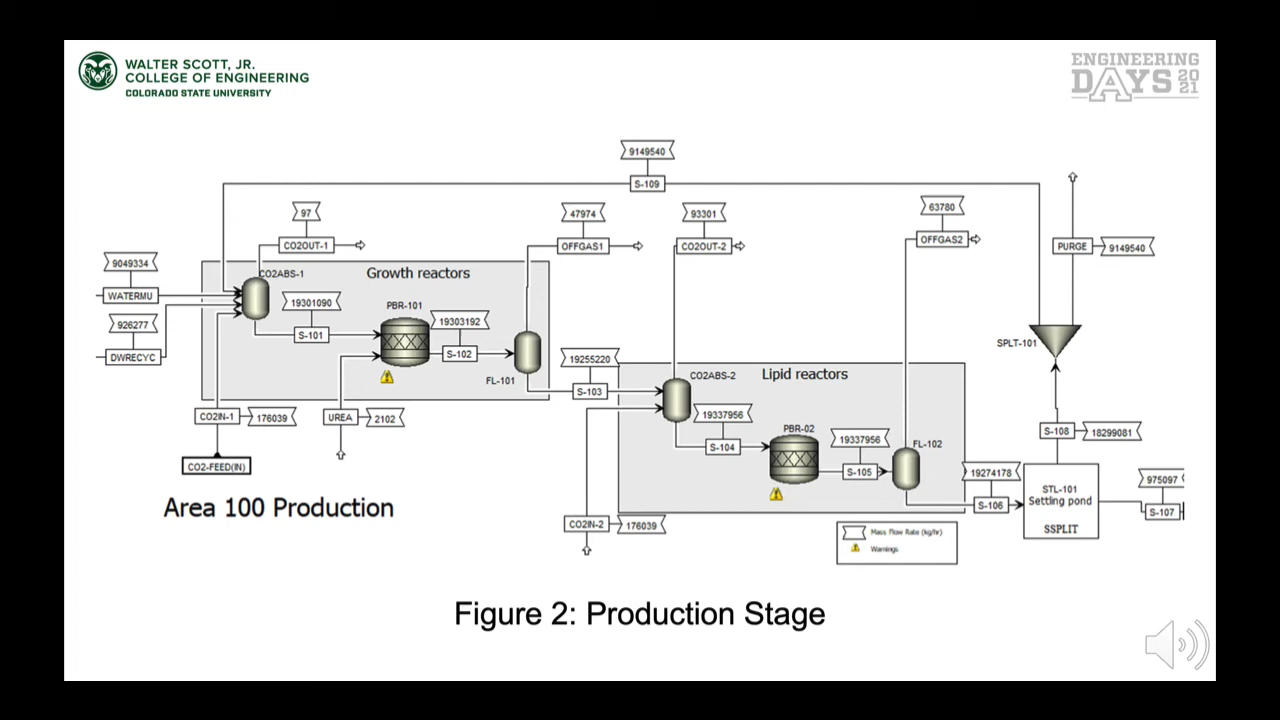 WALTER SCOTT, JR.
COLLEGE OF ENGINEERING
COLORADO STATE UNIVERSITY
ENGINEERING
DAYS 2021
9149540
S-109
97
47974
93301
63780
CO2OUT-1
OFFGAS1
CO2OUT-2
OFFGAS2
PURGE
9149540
9049334
WATERMU
926277
DWRECYC
CO2ABS-1
Growth reactors
19301090
S-101
PBR-101
19303192
S-102
FL-101
19255220
S-103
CO2IN-1
176039
UREA
2102
CO2-FEED(IN)
CO2ABS-2
Lipid reactors
19337956
S-104
PBR-02
19337956
S-105
FL-102
SPLT-101
S-108
18299081
19274178
S-106
STL-101
Setting pond
SSPLIT
975097
S-107
CO2IN-2
176039
Area 100 Production
Mass Flow Rate (kg/hr)
Warnings
Figure 2: Production Stage